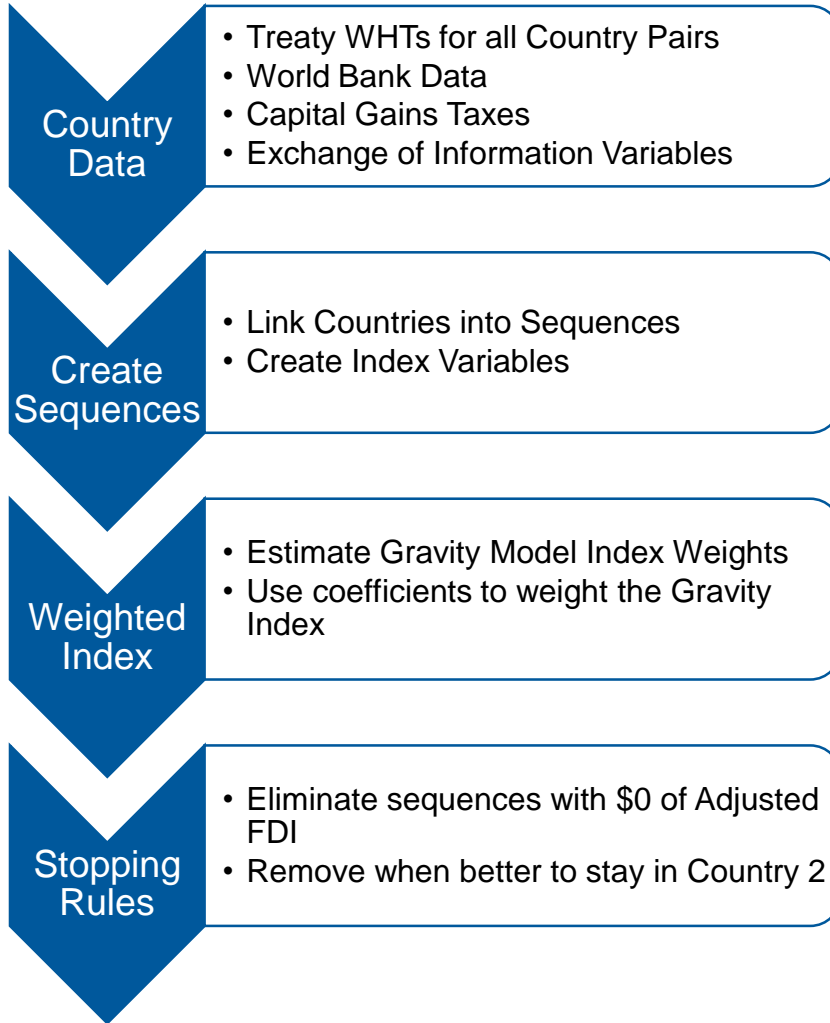 Country
Data
• Treaty WHTs for all Country Pairs
• World Bank Data
• Capital Gains Taxes
• Exchange of Information Variables
Create
Sequences
• Link Countries into Sequences
• Create Index Variables
Weighted
Index
• Estimate Gravity Model Index Weights
• Use coefficients to weight the Gravity
Index
Stopping
Rules
• Eliminate sequences with $0 of Adjusted
FDI
• Remove when better to stay in Country 2